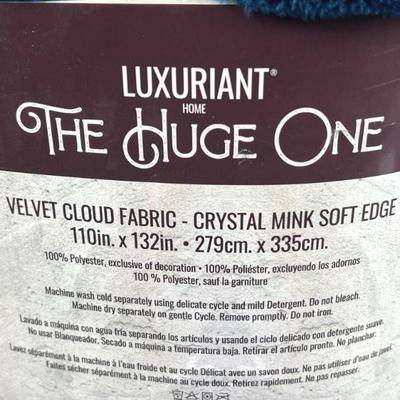 LUXURIANT®
HOME
THE HUGE ONE
VELVET CLOUD FABRIC - CRYSTAL MINK SOFT EDGE
110in. x 132in. • 279cm. x 335cm.
100% Polyester, exclusive of decoration • 100% Poliéster, excluyendo los adornos
100 % Polyester, sauf la garniture
Machine wash cold separately using delicate cycle and mild Detergent. Do not bleach.
Machine dry separately on gentle Cycle. Remove promptly. Do not iron.
Lavado a máquina con agua fria separando los artículos y usando el ciclo delicado con detergente suave.
No usar Blanqueador. Secado a máquina a temperatura baja. Retirar el artículo pronto. No planchar.
Lavez séparément à la machine à l'eau froide et au cycle Délicat avec un savon doux. Ne pas utiliser d'eau de javel.
Faites sécher séparément à la machine au cycle doux. Retirez rapidement. Ne pas repasser.